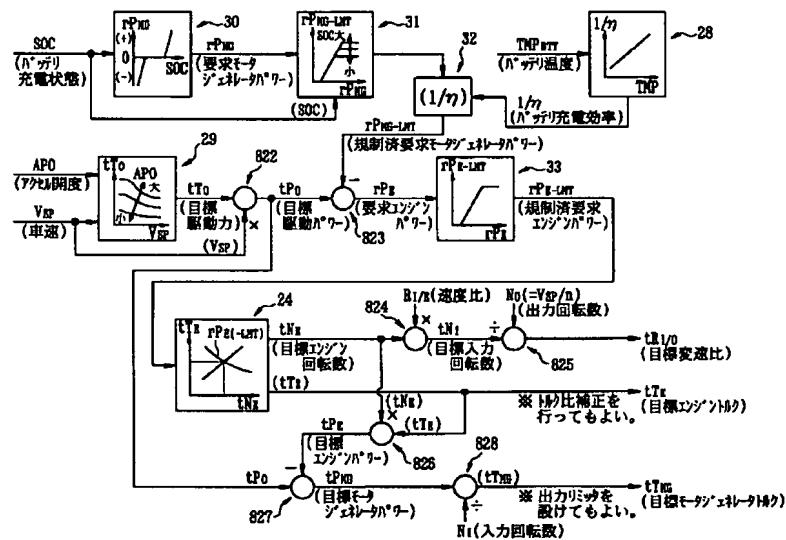 30
31
32
28
SOC
(バッテリ
充電状態)
rPMG
(+)
0
(-)
SOC
rPMG
(要求モータ
ジェネレータパワー)
(SOC)
rPMG-LMT
SOC大
小
rPMG
(1/η)
TMPBTT
(バッテリ温度)
1/η
TMP
1/η
(バッテリ充電効率)
rPMG-LMT
(規制済要求モータジェネレータパワー)
29
822
33
APO
(アクセル開度)
VSP
(車速)
tTO
APO
大
小
VSP
tTO
(目標
駆動力)
(VSP)
×
tPO
(目標
駆動パワー)
−
823
rPE
(要求エンジン
パワー)
rPE-LMT
rPE
rPE-LMT
(規制済要求
エンジンパワー)
24
tTE
rPE(-LMT)
tNE
tNE
(目標エンジン
回転数)
(tTE)
824
RI/E(速度比)
×
tNI
(目標入力
回転数)
NO(=VSP/n)
(出力回転数)
÷
825
tRI/O
(目標変速比)
(tNE)
×
tTE
(目標エンジントルク)
※ トルク比補正を
行ってもよい。
tPE
(目標
エンジンパワー)
(tTE)
826
828
tPO
−
827
tPMG
(目標モータ
ジェネレータパワー)
(tTMG)
÷
NI(入力回転数)
※ 出力リミッタを
設けてもよい。
tTMG
(目標モータジェネレータトルク)